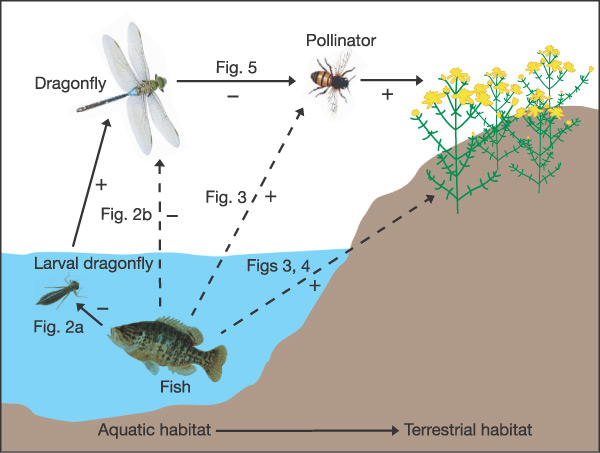 Pollinator
Dragonfly
Fig. 5
–
+
+
Fig. 2b
–
Fig. 3
+
Larval dragonfly
Figs 3, 4
+
–
Fig. 2a
Fish
Aquatic habitat
Terrestrial habitat